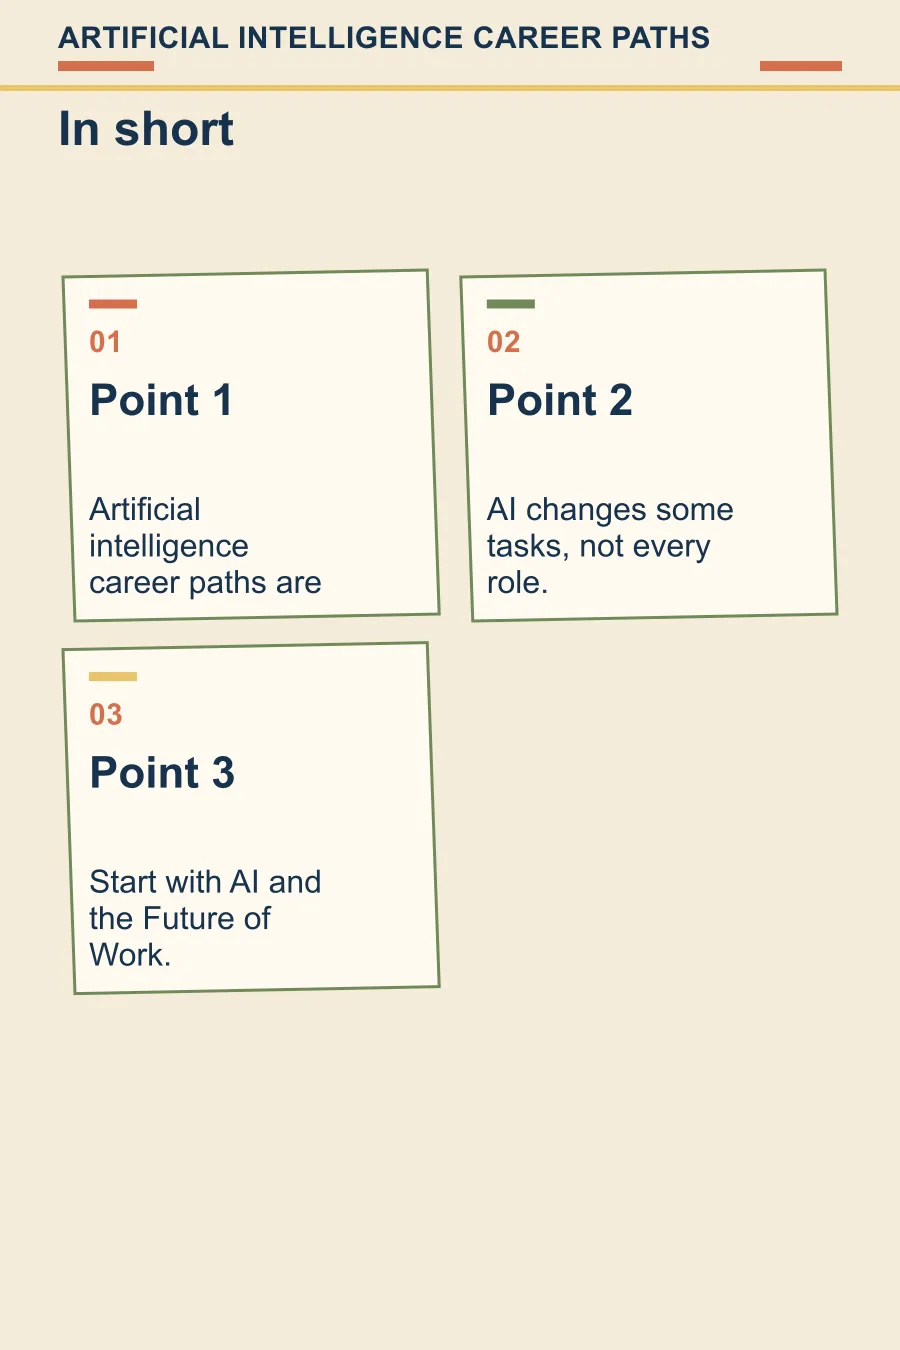 ARTIFICIAL INTELLIGENCE CAREER PATHS
In short
01
Point 1
Artificial
intelligence
career paths are
02
Point 2
AI changes some
tasks, not every
role.
03
Point 3
Start with AI and
the Future of
Work.